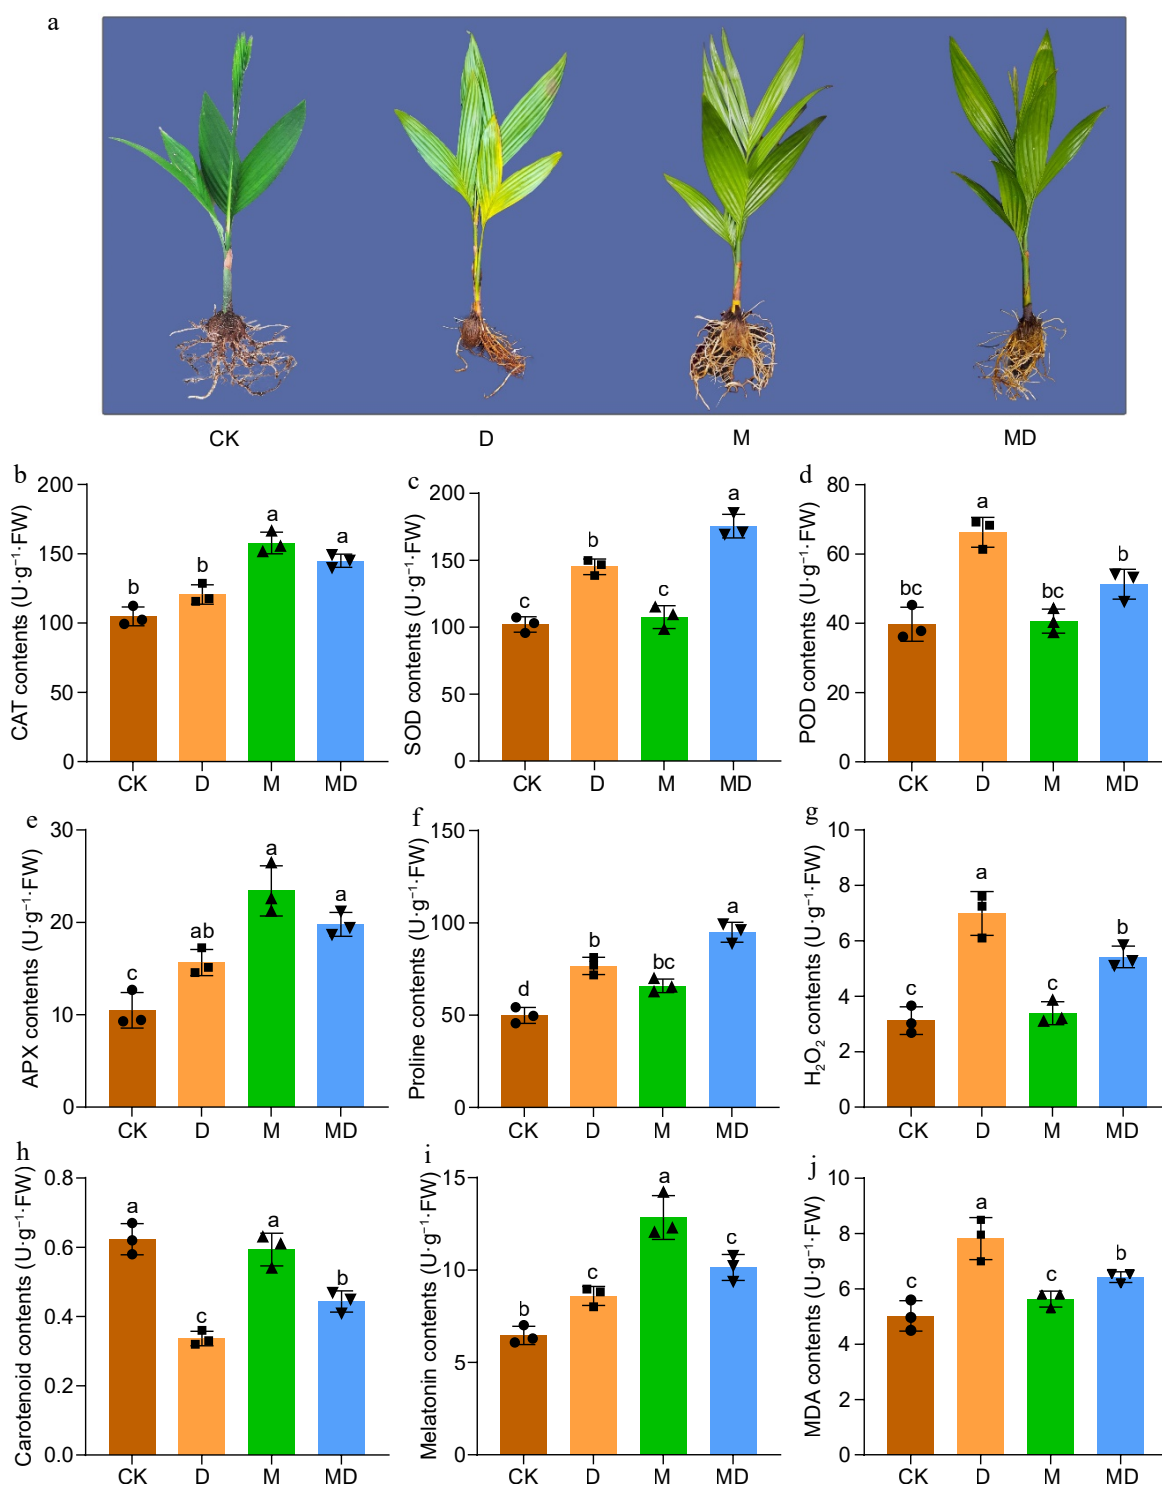 a
CK D M MD
b
CAT contents (U·g⁻¹·FW)
200
150
100
50
0
b
b
a
a
CK D M MD
c
SOD contents (U·g⁻¹·FW)
200
150
100
50
0
c
b
c
a
CK D M MD
d
POD contents (U·g⁻¹·FW)
80
60
40
20
0
bc
a
bc
b
CK D M MD
e
APX contents (U·g⁻¹·FW)
30
20
10
0
c
ab
a
a
CK D M MD
f
Proline contents (U·g⁻¹·FW)
150
100
50
0
d
b
bc
a
CK D M MD
g
H₂O₂ contents (U·g⁻¹·FW)
10
8
6
4
2
0
c
a
c
b
CK D M MD
h
Carotenoid contents (U·g⁻¹·FW)
0.8
0.6
0.4
0.2
0.0
a
c
a
b
CK D M MD
i
Melatonin contents (U·g⁻¹·FW)
15
10
5
0
b
c
a
c
CK D M MD
j
MDA contents (U·g⁻¹·FW)
10
8
6
4
2
0
c
a
c
b
CK D M MD